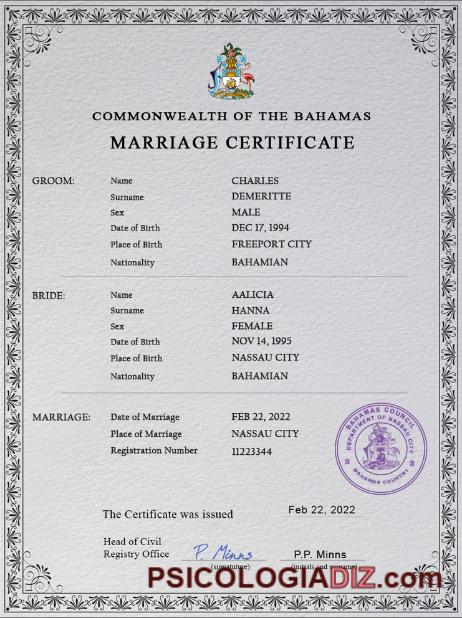 COMMONWEALTH OF THE BAHAMAS
MARRIAGE CERTIFICATE
GROOM: Name CHARLES
Surname DEMERITTE
Sex MALE
Date of Birth DEC 17, 1994
Place of Birth FREEPORT CITY
Nationality BAHAMIAN
BRIDE: Name AALICIA
Surname HANNA
Sex FEMALE
Date of Birth NOV 14, 1995
Place of Birth NASSAU CITY
Nationality BAHAMIAN
MARRIAGE: Date of Marriage FEB 22, 2022
Place of Marriage NASSAU CITY
Registration Number 11223344
BAHAMAS COUNCIL
DEPARTMENT OF NASSAU CITY
BAHAMAS COUNTRY
The Certificate was issued Feb 22, 2022
Head of Civil
Registry Office P. Minns P.P. Minns
(signature) (initials and surname)
PSICOLOGIADIZ.com